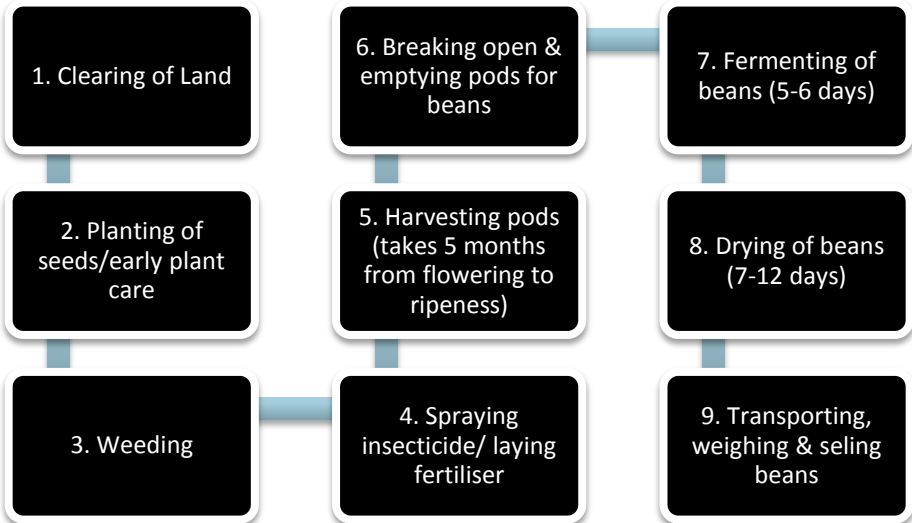 1. Clearing of Land
2. Planting of
seeds/early plant
care
3. Weeding
4. Spraying
insecticide/ laying
fertiliser
5. Harvesting pods
(takes 5 months
from flowering to
ripeness)
6. Breaking open &
emptying pods for
beans
7. Fermenting of
beans (5-6 days)
8. Drying of beans
(7-12 days)
9. Transporting,
weighing & seling
beans